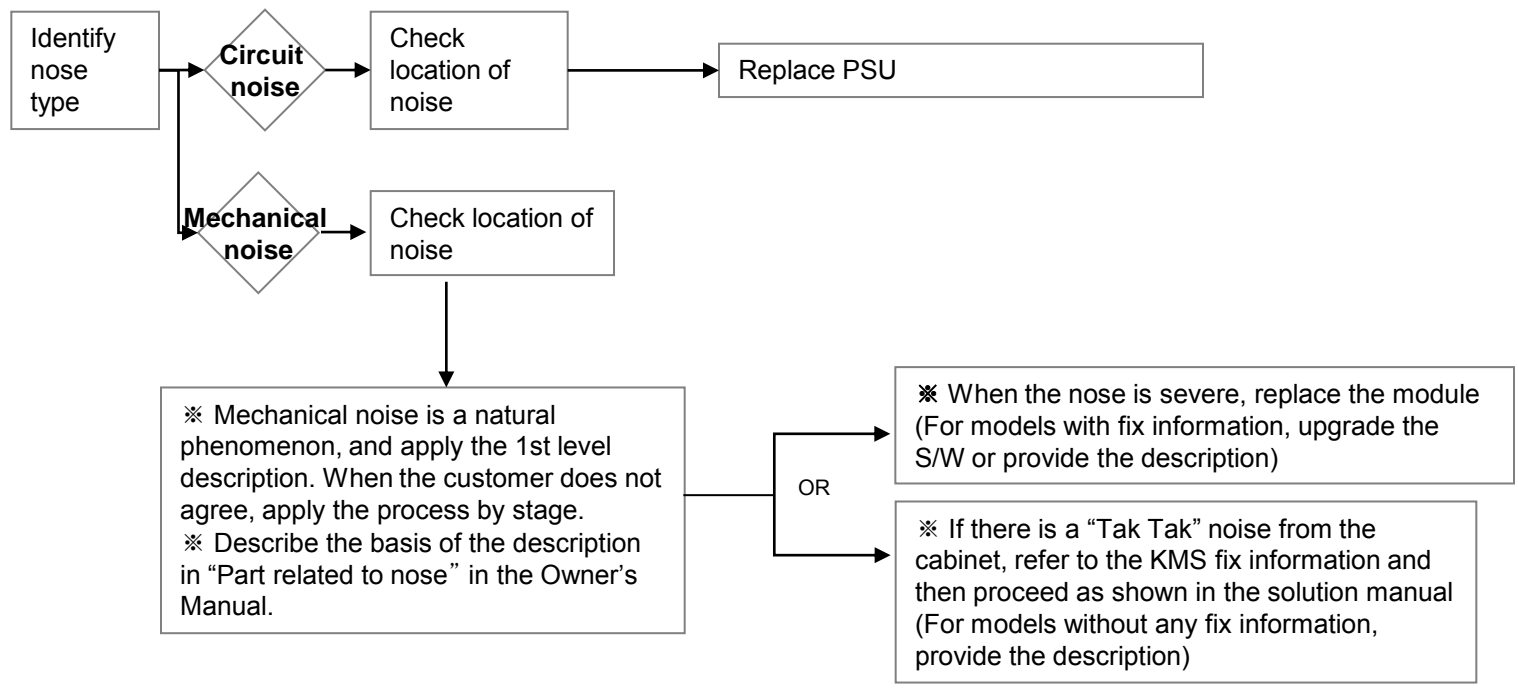 Identify
nose
type
Circuit
noise
Check
location of
noise
Replace PSU
Mechanical
noise
Check location of
noise
※ Mechanical noise is a natural
phenomenon, and apply the 1st level
description. When the customer does not
agree, apply the process by stage.
※ Describe the basis of the description
in “Part related to nose” in the Owner’s
Manual.
OR
※ When the nose is severe, replace the module
(For models with fix information, upgrade the
S/W or provide the description)
※ If there is a “Tak Tak” noise from the
cabinet, refer to the KMS fix information and
then proceed as shown in the solution manual
(For models without any fix information,
provide the description)